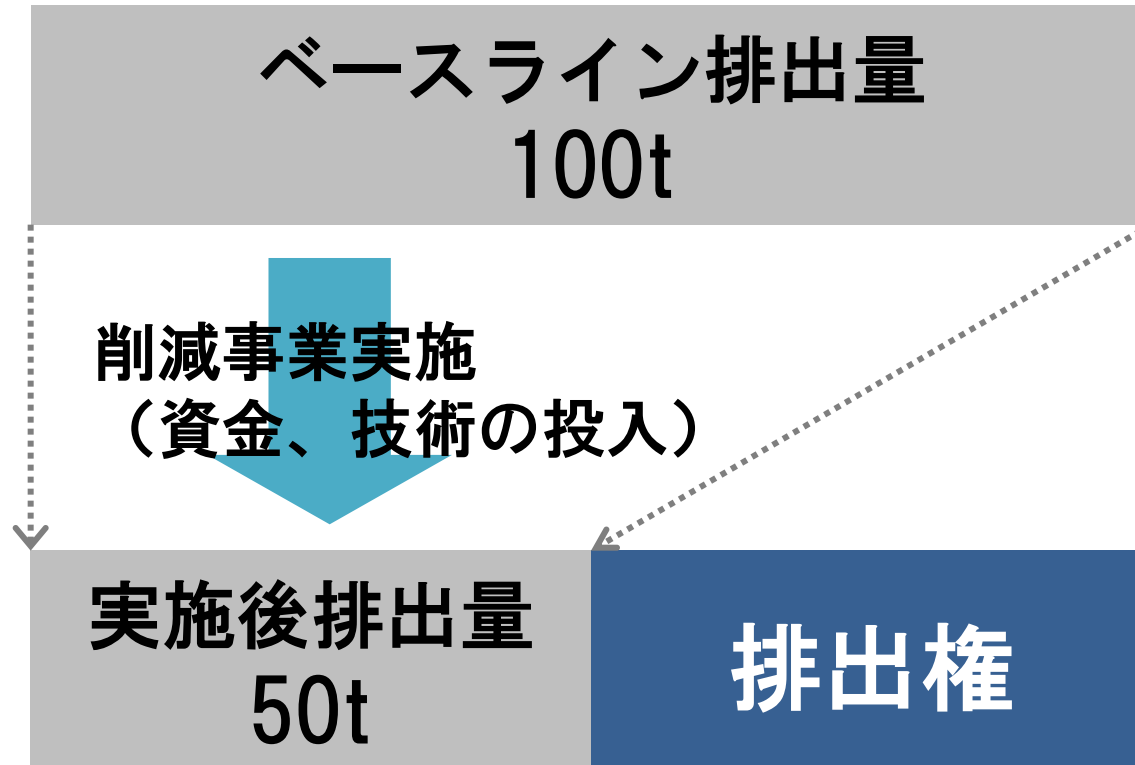 ベースライン排出量
100t
削減事業実施
（資金、技術の投入）
実施後排出量
50t
排出権